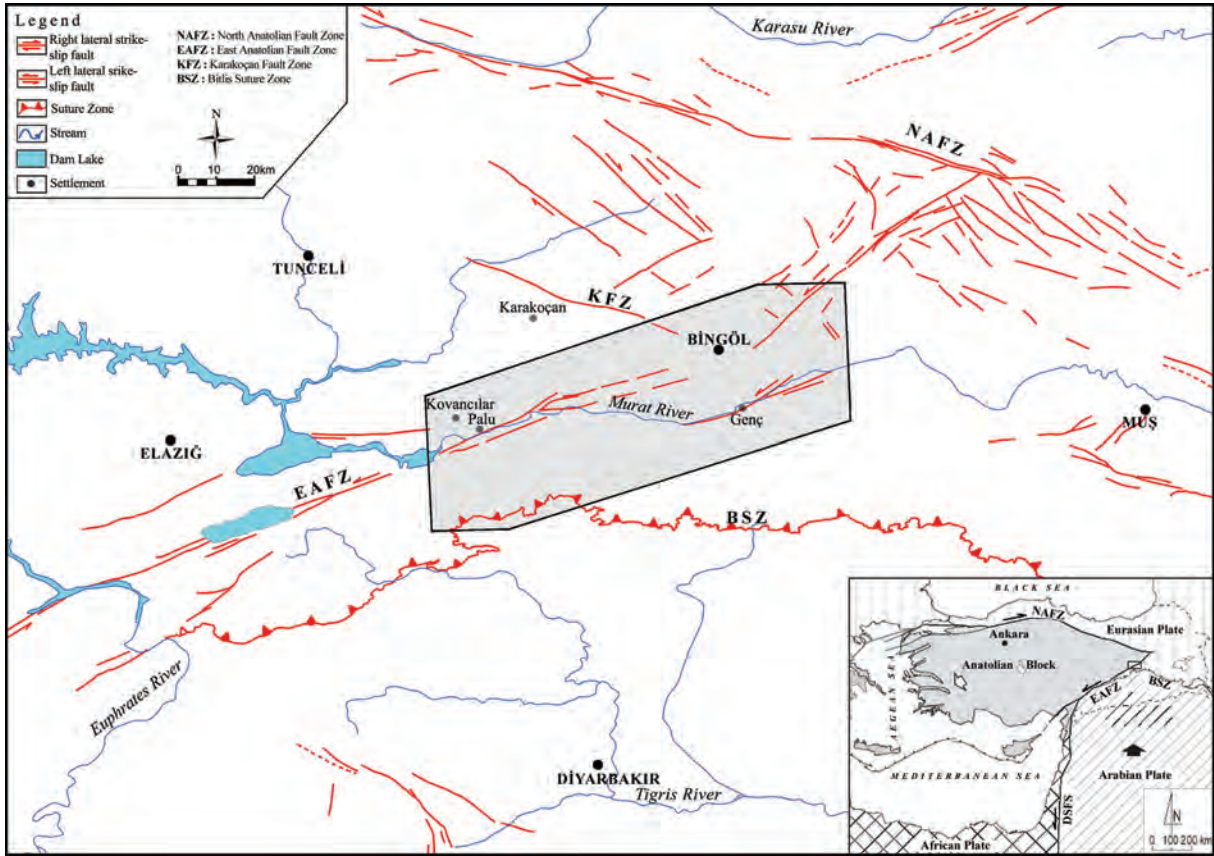 Legend
Right lateral strike-
slip fault
Left lateral srike-
slip fault
Suture Zone
Stream
Dam Lake
Settlement
NAFZ : North Anatolian Fault Zone
EAFZ : East Anatolian Fault Zone
KFZ : Karakoçan Fault Zone
BSZ : Bitlis Suture Zone
N
0 10 20km
Karasu River
NAFZ
TUNCELİ
Karakoçan
KFZ
BİNGÖL
Kovancılar
Palu
Murat River
Genç
MUŞ
ELAZIĞ
EAFZ
BSZ
Euphrates River
DİYARBAKIR
Tigris River
BLACK SEA
NAFZ
Ankara
Eurasian Plate
Anatolian Block
AEGEAN SEA
EAFZ
BSZ
MEDITERRANEAN SEA
Arabian Plate
DSFS
African Plate
N
0 100 200 km